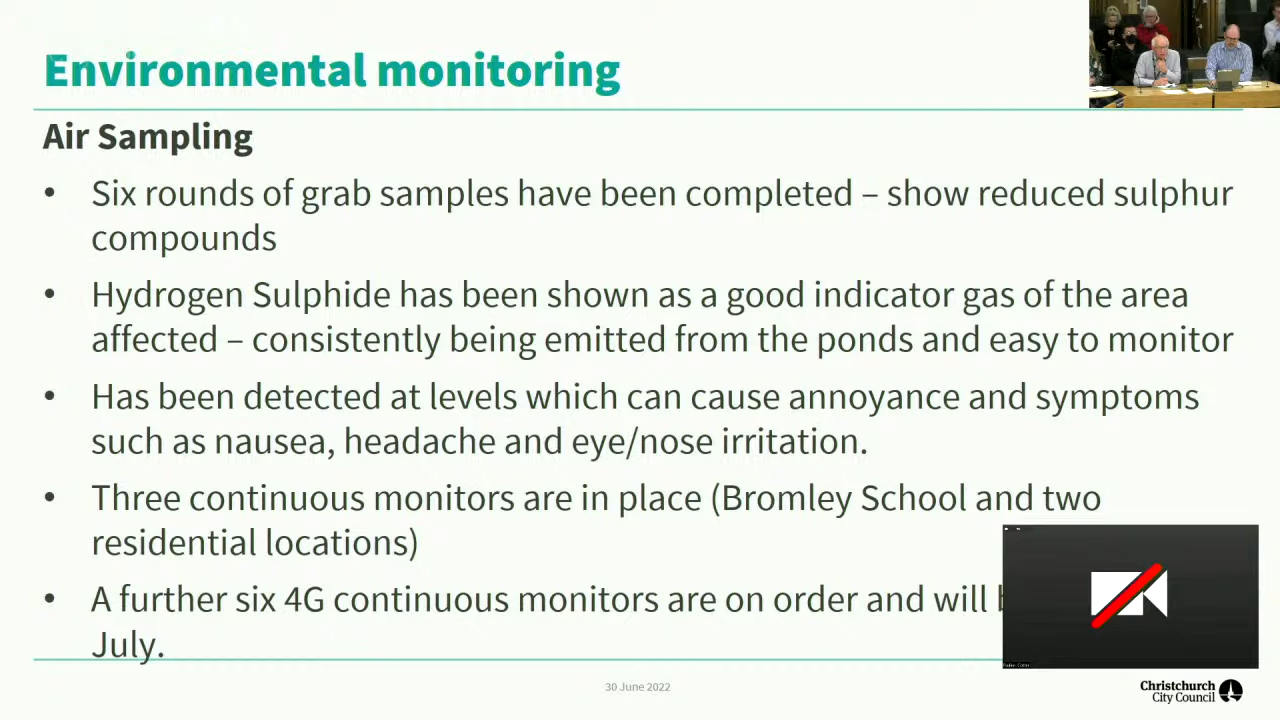 Environmental monitoring
Air Sampling
• Six rounds of grab samples have been completed – show reduced sulphur
compounds
• Hydrogen Sulphide has been shown as a good indicator gas of the area
affected – consistently being emitted from the ponds and easy to monitor
• Has been detected at levels which can cause annoyance and symptoms
such as nausea, headache and eye/nose irritation.
• Three continuous monitors are in place (Bromley School and two
residential locations)
• A further six 4G continuous monitors are on order and will
July.
30 June 2022
Christchurch
City Council